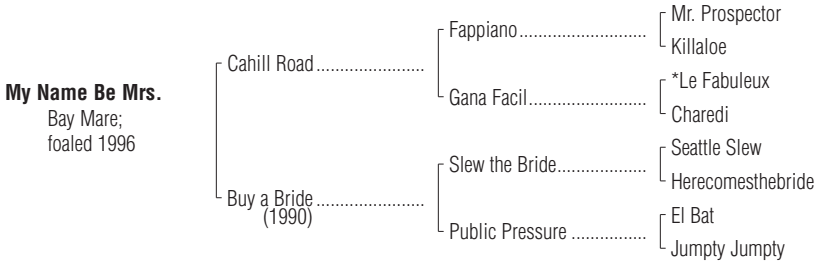 Mr. Prospector
Fappiano..........................
Killaloe
Cahill Road......................
*Le Fabuleux
Gana Facil........................
Charedi
My Name Be Mrs.
Bay Mare;
foaled 1996
Seattle Slew
Slew the Bride..................
Herecomesthebride
Buy a Bride ......................
(1990)
El Bat
Public Pressure ................
Jumpty Jumpty